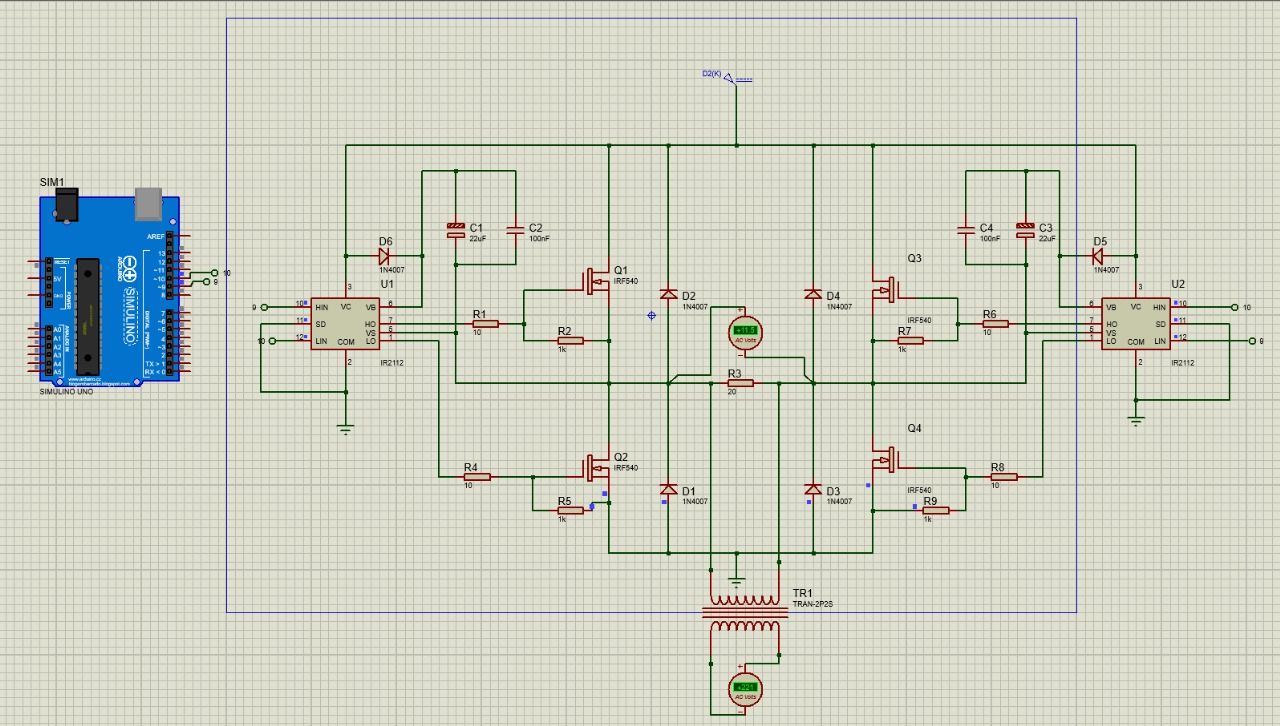 D2(K)
SIM1
AREF
13
12
~11
~10
~9
8
7
~6
~5
4
~3
2
TX > 1
RX < 0
RESET
5V
GND
POWER
A0
A1
A2
A3
A4
A5
ANALOG IN
DIGITAL (PWM~)
ARDUINO
SIMULINO
www.arduino.cc
blogembarcado.blogspot.com
SIMULINO UNO
10
9
D6
1N4007
C1
22uF
C2
100nF
U1
3
9
10
HIN
VC
VB
6
11
SD
HO
7
VS
5
10
12
LIN
COM
LO
1
2
IR2112
R1
10
R2
1k
Q1
IRF540
D2
1N4007
+11.5
AC Volts
D4
1N4007
R3
20
Q3
IRF540
R7
1k
R6
10
C4
100nF
C3
22uF
D5
1N4007
U2
3
6
VB
VC
HIN
10
10
7
HO
SD
11
5
VS
1
LO
COM
LIN
12
9
2
IR2112
R4
10
R5
1k
Q2
IRF540
D1
1N4007
D3
1N4007
Q4
IRF540
R8
10
R9
1k
TR1
TRAN-2P2S
+221
AC Volts